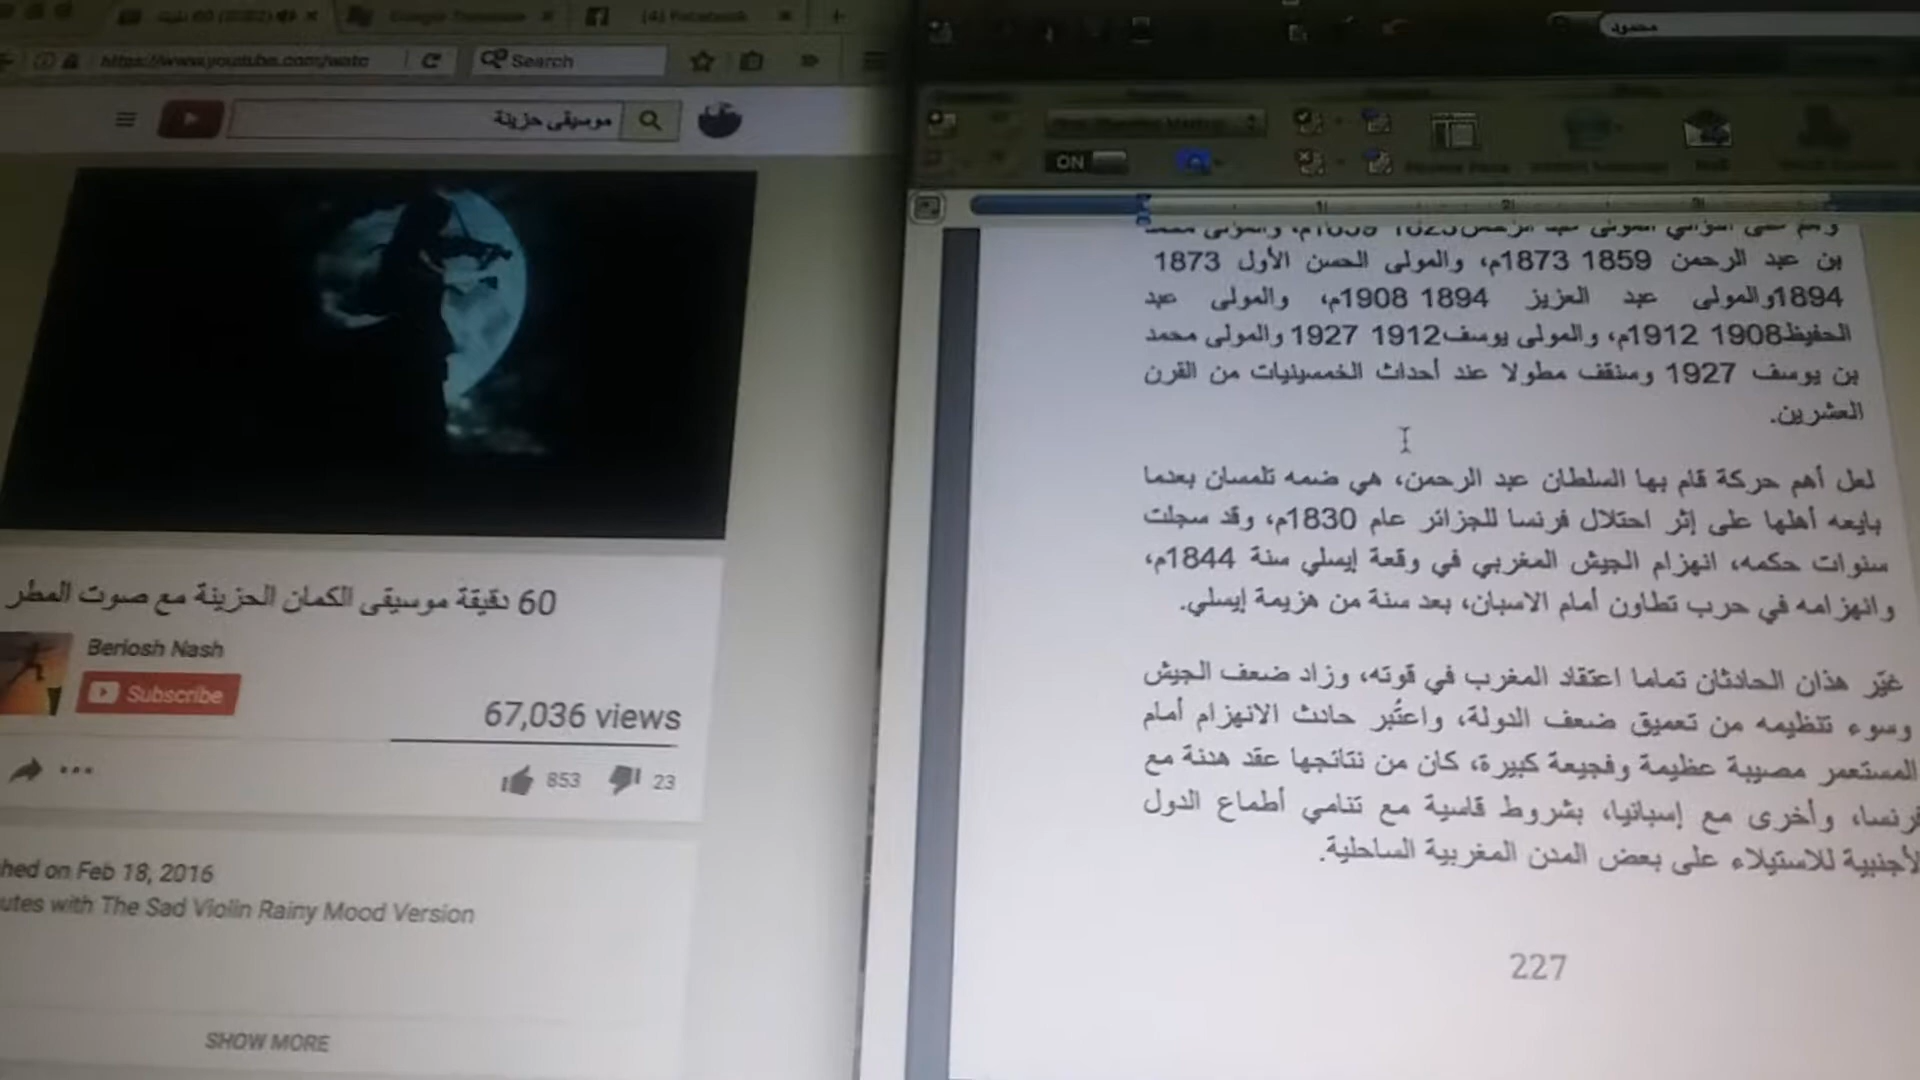 https://www.youtube.com/watc
Search
موسيقى حزينة
60 دقيقة موسيقى الكمان الحزينة مع صوت المطر
Beriosh Nash
Subscribe
67,036 views
853
23
hed on Feb 18, 2016
utes with The Sad Violin Rainy Mood Version
SHOW MORE
محمود
ON
بن عبد الرحمن 1859 1873م، والمولى الحسن الأول 1873
1894والمولى عبد العزيز 1894 1908م، والمولى عبد
الحفيظ1908 1912م، والمولى يوسف1912 1927 والمولى محمد
بن يوسف 1927 وسنقف مطولا عند أحداث الخمسينيات من القرن
العشرين.
لعل أهم حركة قام بها السلطان عبد الرحمن، هي ضمه تلمسان بعدما
بايعه أهلها على إثر احتلال فرنسا للجزائر عام 1830م، وقد سجلت
سنوات حكمه، انهزام الجيش المغربي في وقعة إيسلي سنة 1844م،
وانهزامه في حرب تطاون أمام الاسبان، بعد سنة من هزيمة إيسلي.
غيّر هذان الحادثان تماما اعتقاد المغرب في قوته، وزاد ضعف الجيش
وسوء تنظيمه من تعميق ضعف الدولة، واعتُبر حادث الانهزام أمام
المستعمر مصيبة عظيمة وفجيعة كبيرة، كان من نتائجها عقد هدنة مع
فرنسا، وأخرى مع إسبانيا، بشروط قاسية مع تنامي أطماع الدول
لأجنبية للاستيلاء على بعض المدن المغربية الساحلية.
227